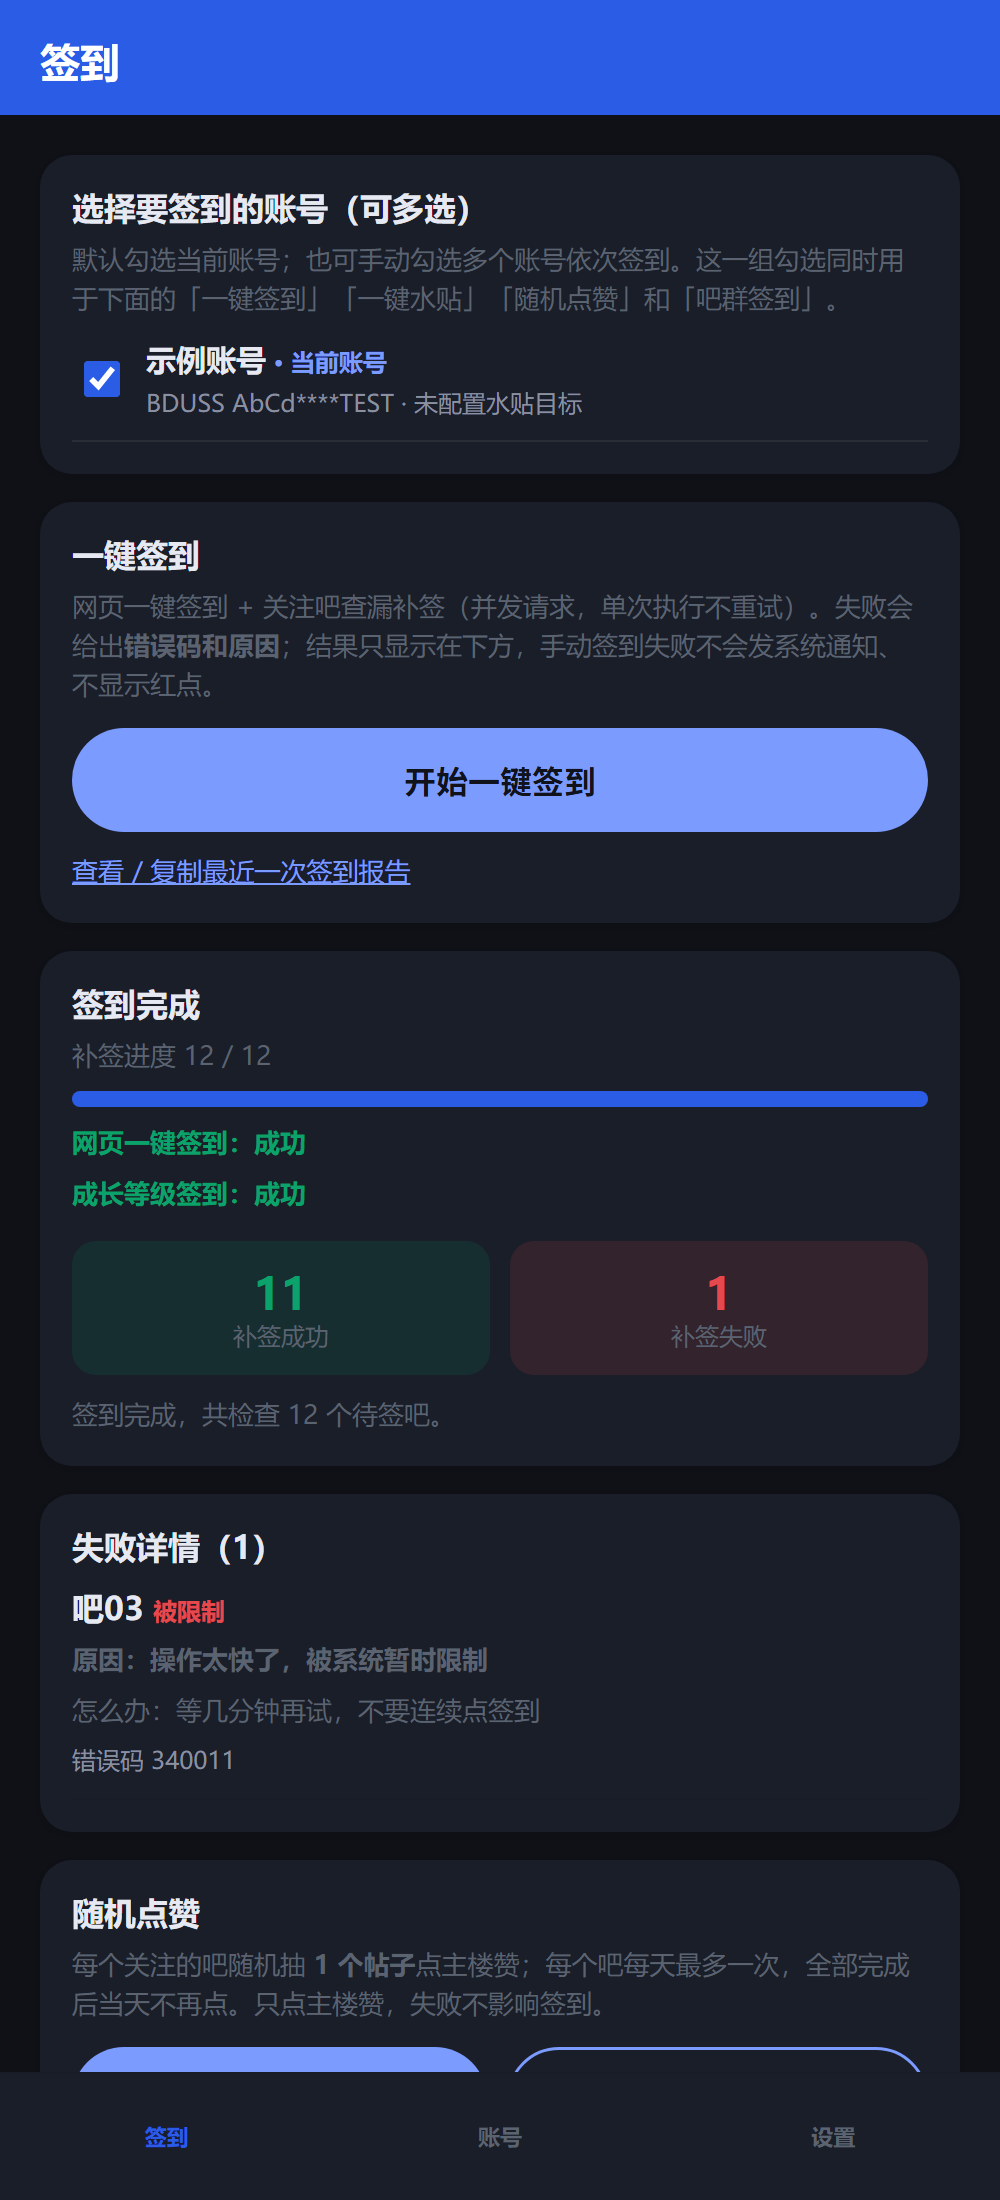 签到
选择要签到的账号（可多选）
默认勾选当前账号；也可手动勾选多个账号依次签到。这一组勾选同时用
于下面的「一键签到」「一键水贴」「随机点赞」和「吧群签到」。
示例账号 · 当前账号
BDUSS AbCd****TEST · 未配置水贴目标
一键签到
网页一键签到 + 关注吧查漏补签（并发请求，单次执行不重试）。失败会
给出错误码和原因；结果只显示在下方，手动签到失败不会发系统通知、
不显示红点。
开始一键签到
查看 / 复制最近一次签到报告
签到完成
补签进度 12 / 12
网页一键签到：成功
成长等级签到：成功
11
补签成功
1
补签失败
签到完成，共检查 12 个待签吧。
失败详情（1）
吧03 被限制
原因：操作太快了，被系统暂时限制
怎么办：等几分钟再试，不要连续点签到
错误码 340011
随机点赞
每个关注的吧随机抽 1 个帖子点主楼赞；每个吧每天最多一次，全部完成
后当天不再点。只点主楼赞，失败不影响签到。
签到
账号
设置